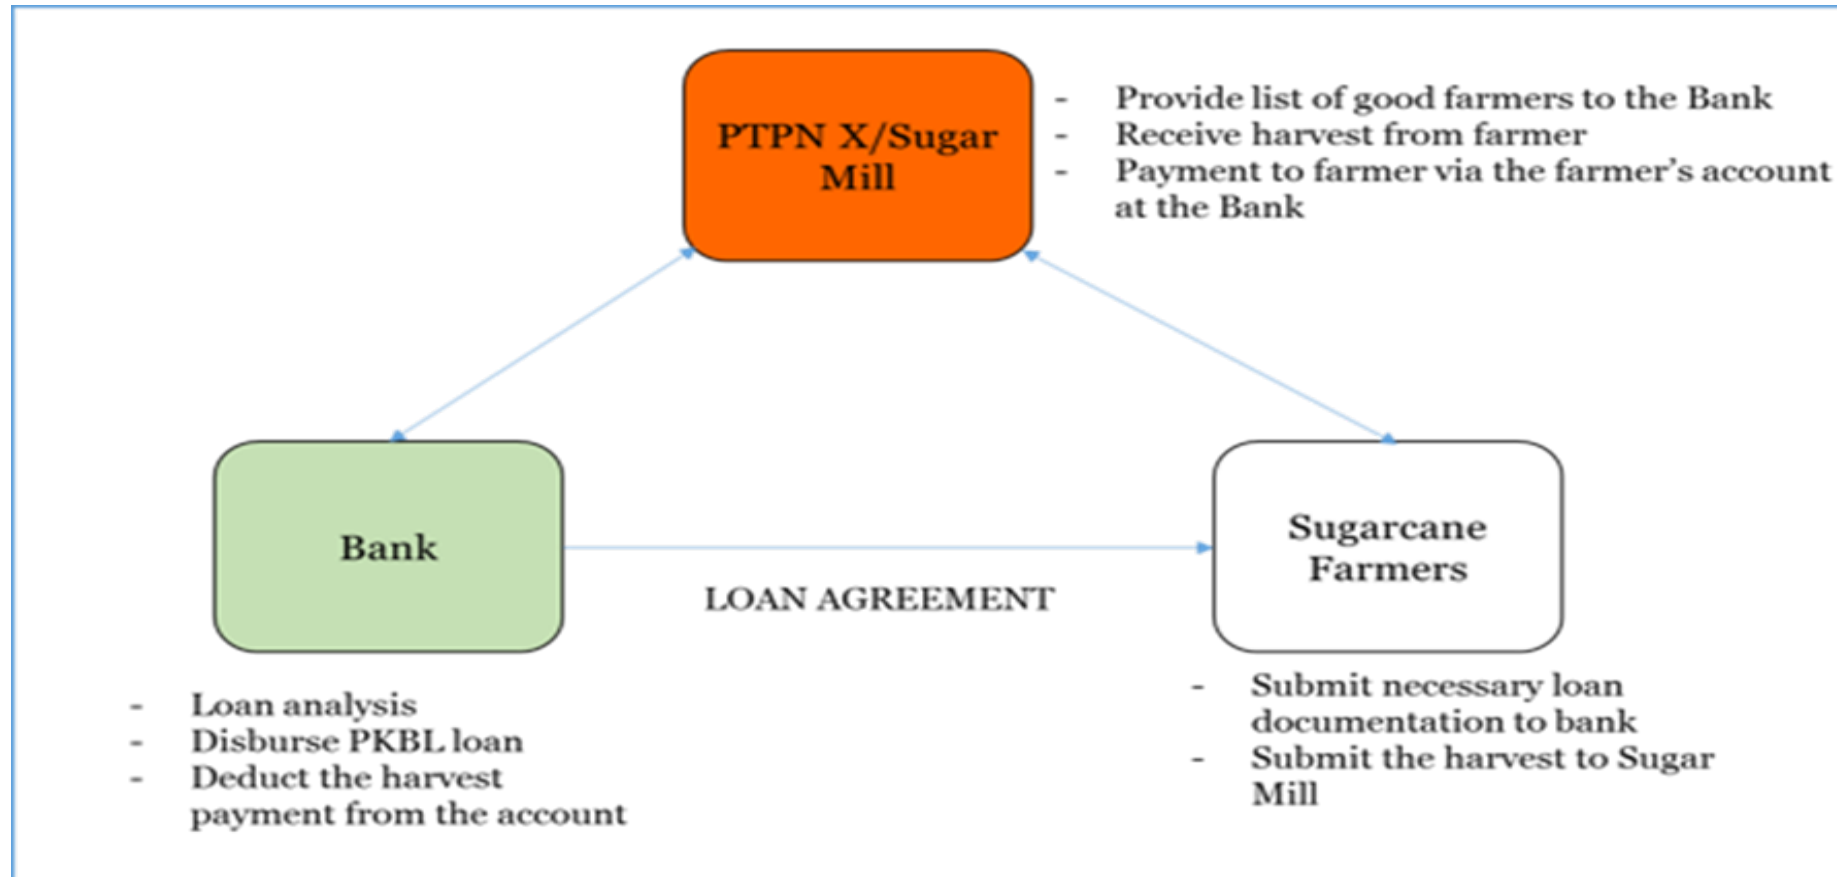 PTPN X/Sugar
Mill
- Provide list of good farmers to the Bank
- Receive harvest from farmer
- Payment to farmer via the farmer's account
at the Bank
Bank
Sugarcane
Farmers
LOAN AGREEMENT
- Loan analysis
- Disburse PKBL loan
- Deduct the harvest
payment from the account
- Submit necessary loan
documentation to bank
- Submit the harvest to Sugar
Mill